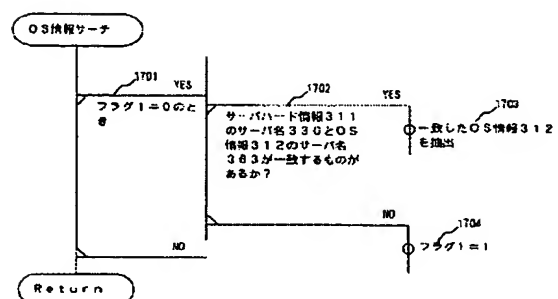 OS情報サーチ
1701
YES
フラグ1=0のと
き
1702
YES
サーバハード情報311
のサーバ名330とOS
情報312のサーバ名
363が一致するものが
あるか?
1703
一致したOS情報312
を抽出
NO
1704
フラグ1=1
NO
Return